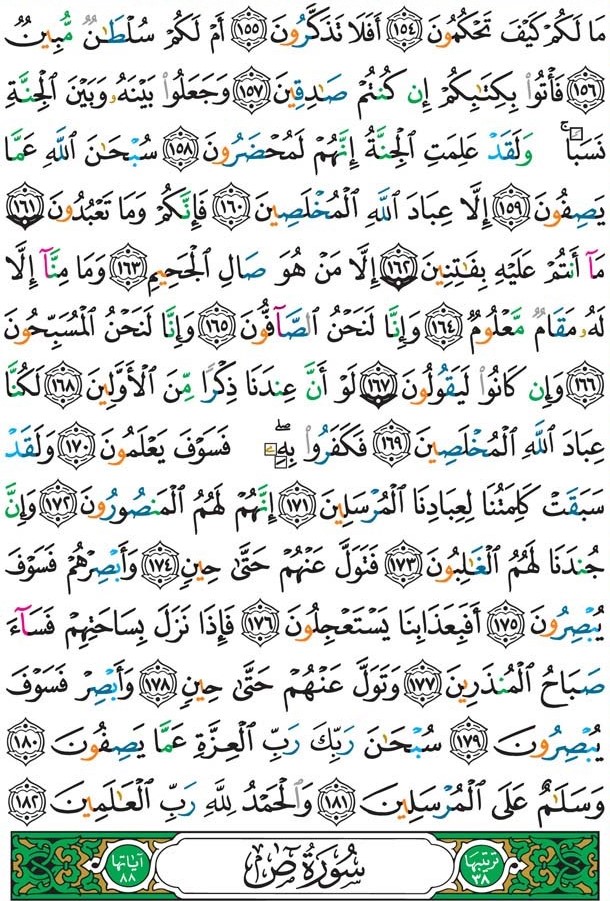 مَا لَكُمْ كَيْفَ تَحْكُمُونَ ١٥٤ أَفَلَا تَذَكَّرُونَ ١٥٥ أَمْ لَكُمْ سُلْطَٰنٌ مُّبِينٌ
١٥٦ فَأْتُوا۟ بِكِتَٰبِكُمْ إِن كُنتُمْ صَٰدِقِينَ ١٥٧ وَجَعَلُوا۟ بَيْنَهُۥ وَبَيْنَ ٱلْجِنَّةِ
نَسَبًا ۚ وَلَقَدْ عَلِمَتِ ٱلْجِنَّةُ إِنَّهُمْ لَمُحْضَرُونَ ١٥٨ سُبْحَٰنَ ٱللَّهِ عَمَّا
يَصِفُونَ ١٥٩ إِلَّا عِبَادَ ٱللَّهِ ٱلْمُخْلَصِينَ ١٦٠ فَإِنَّكُمْ وَمَا تَعْبُدُونَ ١٦١
مَآ أَنتُمْ عَلَيْهِ بِفَٰتِنِينَ ١٦٢ إِلَّا مَنْ هُوَ صَالِ ٱلْجَحِيمِ ١٦٣ وَمَا مِنَّآ إِلَّا
لَهُۥ مَقَامٌ مَّعْلُومٌ ١٦٤ وَإِنَّا لَنَحْنُ ٱلصَّآفُّونَ ١٦٥ وَإِنَّا لَنَحْنُ ٱلْمُسَبِّحُونَ
١٦٦ وَإِن كَانُوا۟ لَيَقُولُونَ ١٦٧ لَوْ أَنَّ عِندَنَا ذِكْرًا مِّنَ ٱلْأَوَّلِينَ ١٦٨ لَكُنَّا
عِبَادَ ٱللَّهِ ٱلْمُخْلَصِينَ ١٦٩ فَكَفَرُوا۟ بِهِۦ ۖ فَسَوْفَ يَعْلَمُونَ ١٧٠ وَلَقَدْ
سَبَقَتْ كَلِمَتُنَا لِعِبَادِنَا ٱلْمُرْسَلِينَ ١٧١ إِنَّهُمْ لَهُمُ ٱلْمَنصُورُونَ ١٧٢ وَإِنَّ
جُندَنَا لَهُمُ ٱلْغَٰلِبُونَ ١٧٣ فَتَوَلَّ عَنْهُمْ حَتَّىٰ حِينٍ ١٧٤ وَأَبْصِرْهُمْ فَسَوْفَ
يُبْصِرُونَ ١٧٥ أَفَبِعَذَابِنَا يَسْتَعْجِلُونَ ١٧٦ فَإِذَا نَزَلَ بِسَاحَتِهِمْ فَسَآءَ
صَبَاحُ ٱلْمُنذَرِينَ ١٧٧ وَتَوَلَّ عَنْهُمْ حَتَّىٰ حِينٍ ١٧٨ وَأَبْصِرْ فَسَوْفَ
يُبْصِرُونَ ١٧٩ سُبْحَٰنَ رَبِّكَ رَبِّ ٱلْعِزَّةِ عَمَّا يَصِفُونَ ١٨٠
وَسَلَٰمٌ عَلَى ٱلْمُرْسَلِينَ ١٨١ وَٱلْحَمْدُ لِلَّهِ رَبِّ ٱلْعَٰلَمِينَ ١٨٢
ترتيبها ٣٨ سُورَةُ صٓ آياتها ٨٨